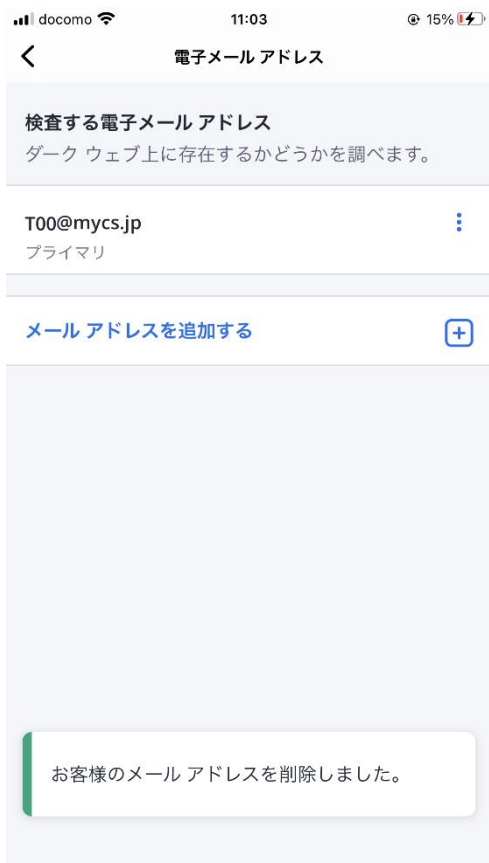 docomo 11:03 15%
電子メール アドレス
検査する電子メール アドレス
ダーク ウェブ上に存在するかどうかを調べます。
T00@mycs.jp
プライマリ
メール アドレスを追加する
お客様のメール アドレスを削除しました。